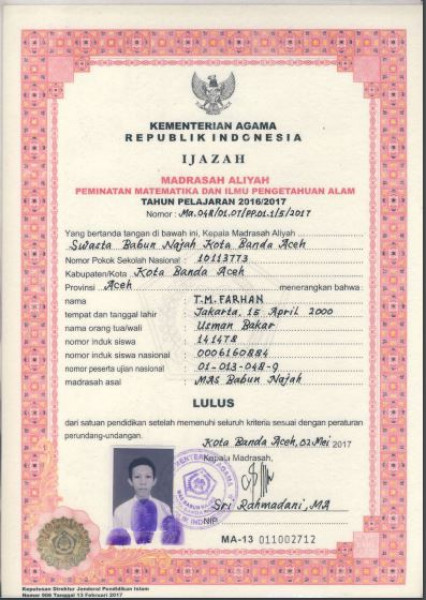 KEMENTERIAN AGAMA
REPUBLIK INDONESIA
IJAZAH
MADRASAH ALIYAH
PEMINATAN MATEMATIKA DAN ILMU PENGETAHUAN ALAM
TAHUN PELAJARAN 2016/2017
Nomor : Ma.048/01.07/PP.01.1/5/2017
Yang bertanda tangan di bawah ini, Kepala Madrasah Aliyah
Swasta Babun Najah Kota Banda Aceh
Nomor Pokok Sekolah Nasional : 10113773
Kabupaten/Kota : Kota Banda Aceh
Provinsi : Aceh menerangkan bahwa :
nama : T.M. FARHAN
tempat dan tanggal lahir : Jakarta, 15 April 2000
nama orang tua/wali : Usman Bakar
nomor induk siswa : 141478
nomor induk siswa nasional : 0006160884
nomor peserta ujian nasional : 01-013-048-9
madrasah asal : MAS Babun Najah
LULUS
dari satuan pendidikan setelah memenuhi seluruh kriteria sesuai dengan peraturan
perundang-undangan.
Kota Banda Aceh, 02 Mei 2017
Kepala Madrasah,
Sri Rahmadani, MA
NIP.
MA-13 011002712
Keputusan Direktur Jenderal Pendidikan Islam
Nomor Tanggal 13 Februari 2017